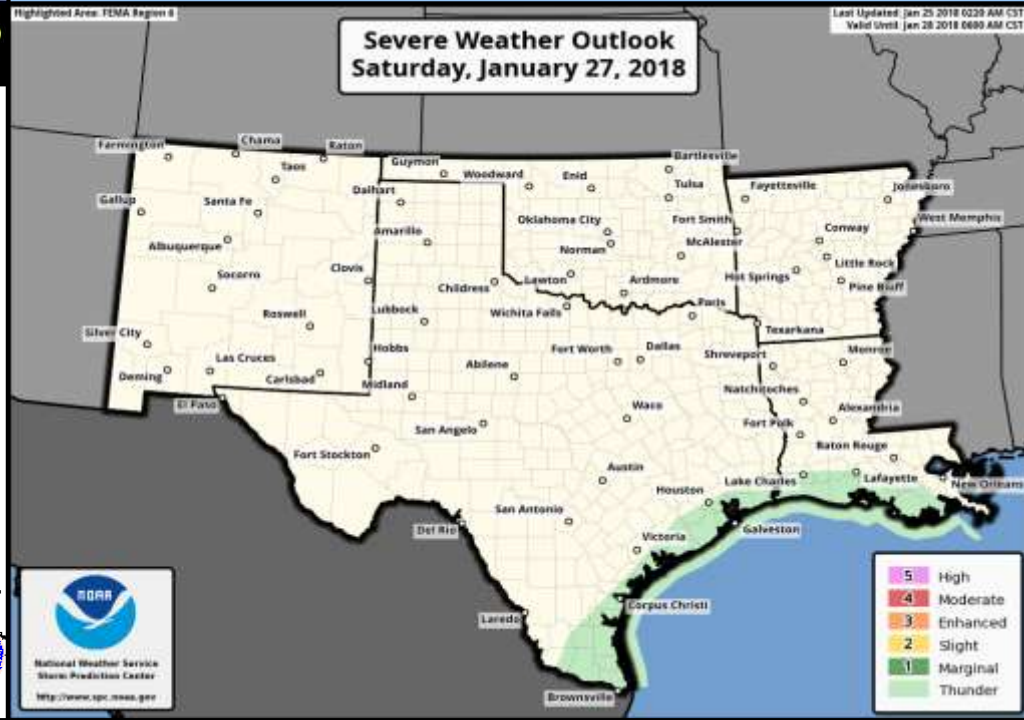 Highlighted Area: FEMA Region 6
Last Updated: Jan 25 2018 0220 AM CST
Valid Until: Jan 28 2018 0600 AM CST
Severe Weather Outlook
Saturday, January 27, 2018
Farmington
Chama
Raton
Guymon
Bartlesville
Taos
Woodward
Enid
Tulsa
Fayetteville
Jonesboro
Gallup
Santa Fe
Dalhart
Oklahoma City
Fort Smith
West Memphis
Albuquerque
Amarillo
Norman
McAlester
Conway
Socorro
Clovis
Childress
Lawton
Ardmore
Hot Springs
Little Rock
Pine Bluff
Roswell
Lubbock
Wichita Falls
Paris
Texarkana
Silver City
Las Cruces
Hobbs
Abilene
Fort Worth
Dallas
Shreveport
Monroe
Deming
Carlsbad
Midland
Natchitoches
El Paso
San Angelo
Waco
Alexandria
Fort Polk
Fort Stockton
Austin
Baton Rouge
Houston
Lake Charles
Lafayette
New Orleans
Del Rio
San Antonio
Victoria
Galveston
Laredo
Corpus Christi
Brownsville
NOAA
National Weather Service
Storm Prediction Center
http://www.spc.noaa.gov
5 High
4 Moderate
3 Enhanced
2 Slight
1 Marginal
Thunder